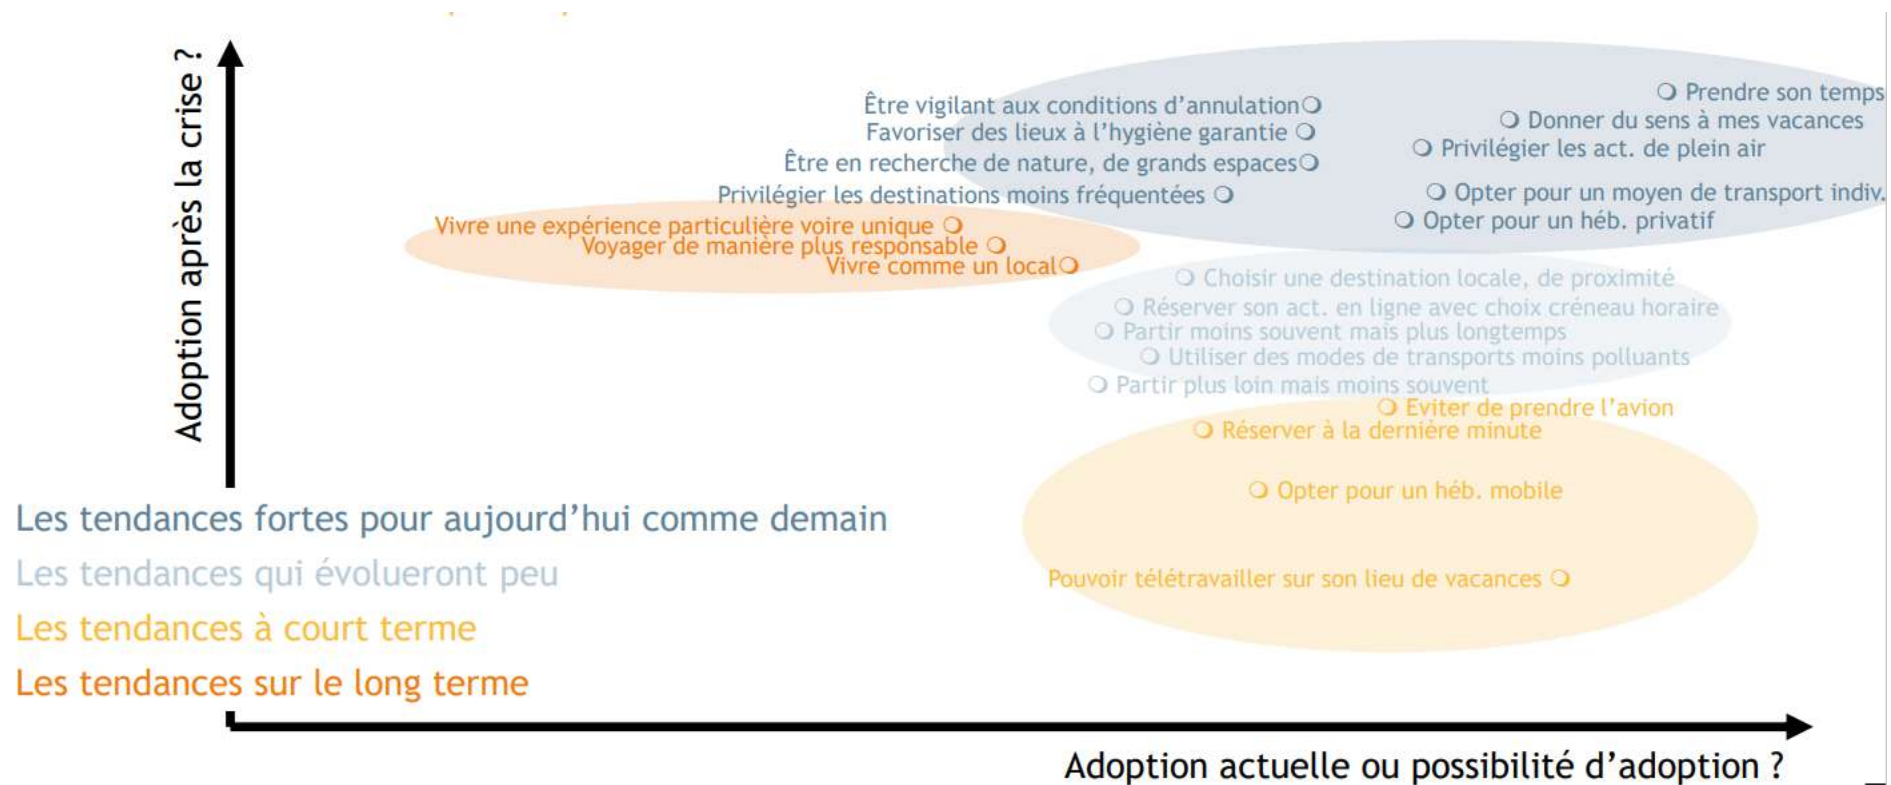 Adoption après la crise ?
Être vigilant aux conditions d’annulation
Favoriser des lieux à l’hygiène garantie
Être en recherche de nature, de grands espaces
Privilégier les destinations moins fréquentées
Prendre son temps
Donner du sens à mes vacances
Privilégier les act. de plein air
Opter pour un moyen de transport indiv.
Opter pour un héb. privatif
Vivre une expérience particulière voire unique
Voyager de manière plus responsable
Vivre comme un local
Choisir une destination locale, de proximité
Réserver son act. en ligne avec choix créneau horaire
Partir moins souvent mais plus longtemps
Utiliser des modes de transports moins polluants
Partir plus loin mais moins souvent
Eviter de prendre l’avion
Réserver à la dernière minute
Opter pour un héb. mobile
Pouvoir télétravailler sur son lieu de vacances
Les tendances fortes pour aujourd’hui comme demain
Les tendances qui évolueront peu
Les tendances à court terme
Les tendances sur le long terme
Adoption actuelle ou possibilité d’adoption ?